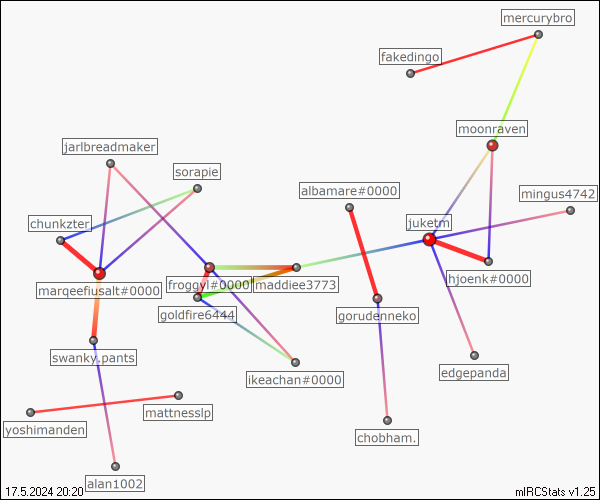 mercurybro
fakedingo
moonraven
jarlbreadmaker
sorapie
albamare#0000
mingus4742
chunkzter
juketm
marqeefiusalt#0000
froggyl#0000
maddiee3773
hjoenk#0000
goldfire6444
gorudenneko
swanky.pants
ikeachan#0000
edgepanda
yoshimanden
mattnesslp
chobham.
alan1002
17.5.2024 20:20
mIRCStats v1.25